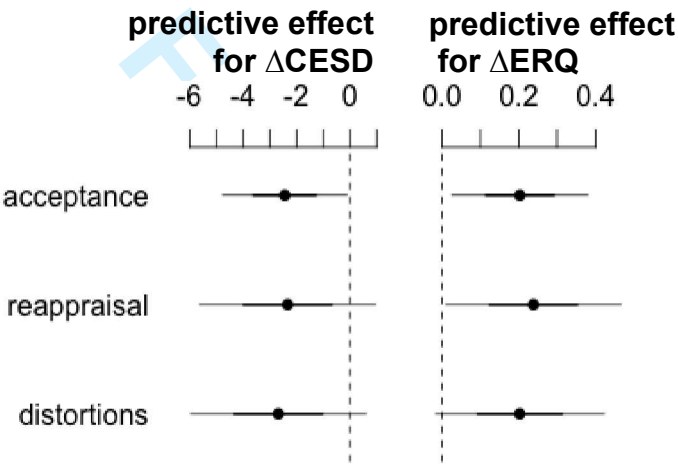 predictive effect
for ΔCESD
-6 -4 -2 0
predictive effect
for ΔERQ
0.0 0.2 0.4
acceptance
reappraisal
distortions